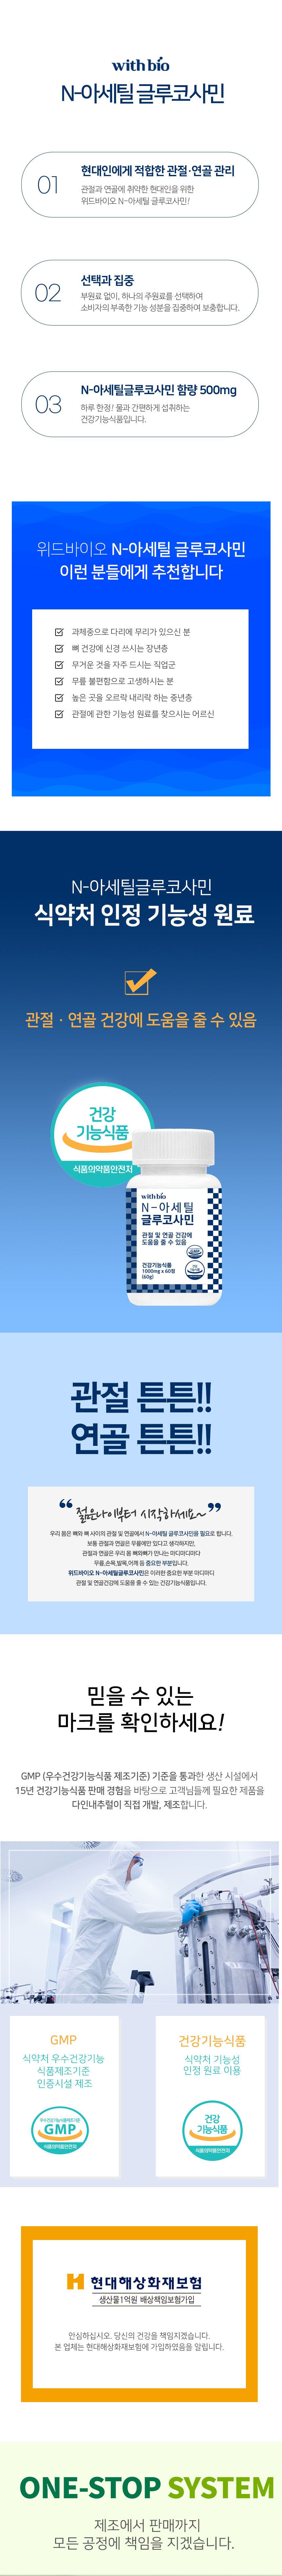 with bio
N-아세틸 글루코사민
01
현대인에게 적합한 관절·연골 관리
관절과 연골에 취약한 현대인을 위한
위드바이오 N-아세틸 글루코사민!
02
선택과 집중
부원료 없이, 하나의 주원료를 선택하여
소비자의 부족한 기능 성분을 집중하여 보충합니다.
03
N-아세틸글루코사민 함량 500mg
하루 한정! 물과 간편하게 섭취하는
건강기능식품입니다.
위드바이오 N-아세틸 글루코사민
이런 분들에게 추천합니다
과체중으로 다리에 무리가 있으신 분
뼈 건강에 신경 쓰시는 장년층
무거운 것을 자주 드시는 직업군
무릎 불편함으로 고생하시는 분
높은 곳을 오르락 내리락 하는 중년층
관절에 관한 기능성 원료를 찾으시는 어르신
N-아세틸글루코사민
식약처 인정 기능성 원료
관절 · 연골 건강에 도움을 줄 수 있음
건강
기능식품
식품의약품안전처
with bio
N-아세틸
글루코사민
관절 및 연골 건강에
도움을 줄 수 있음
GMP
건강기능식품
1000mg x 60정
(60g)
관절 튼튼!!
연골 튼튼!!
“ 젊은나이부터 시작하세요~ ”
우리 몸은 뼈와 뼈 사이의 관절 및 연골에서 N-아세틸 글루코사민을 필요로 합니다.
보통 관절과 연골은 무릎에만 있다고 생각하지만,
관절과 연골은 우리 몸 뼈와뼈가 만나는 마디마디마다
무릎,손목,발목,어깨 등 중요한 부분입니다.
위드바이오 N-아세틸글루코사민은 이러한 중요한 부분 마디마디
관절 및 연골건강에 도움을 줄 수 있는 건강기능식품입니다.
믿을 수 있는
마크를 확인하세요!
GMP (우수건강기능식품 제조기준) 기준을 통과한 생산 시설에서
15년 건강기능식품 판매 경험을 바탕으로 고객님들께 필요한 제품을
다인내추럴이 직접 개발, 제조합니다.
GMP
식약처 우수건강기능
식품제조기준
인증시설 제조
우수건강기능식품제조기준
GMP
식품의약품안전처
건강기능식품
식약처 기능성
인정 원료 이용
건강
기능식품
식품의약품안전처
현대해상화재보험
생산물1억원 배상책임보험가입
안심하십시오. 당신의 건강을 책임지겠습니다.
본 업체는 현대해상화재보험에 가입하였음을 알립니다.
ONE-STOP SYSTEM
제조에서 판매까지
모든 공정에 책임을 지겠습니다.